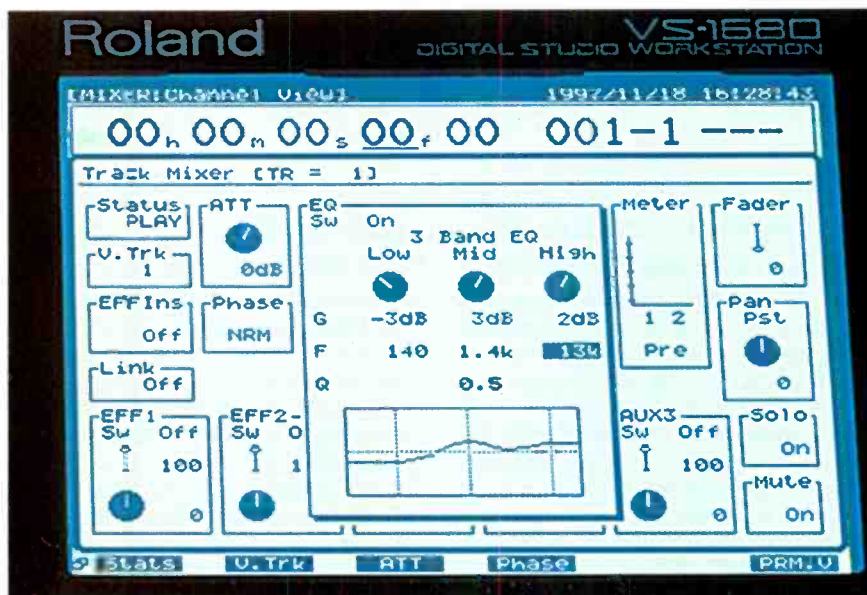 Roland
VS-1680
DIGITAL STUDIO WORKSTATION
[MIXER:Channel View]
1997/11/18 16:28:43
00h 00m 00s 00f 00 001-1 ---
Track Mixer [TR = 1]
Status
PLAY
V.Trk
1
EFFIns
Off
Link
Off
ATT
0dB
Phase
NRM
EQ
Sw On
3 Band EQ
Low Mid High
G -3dB 3dB 2dB
F 140 1.4k 13k
Q 0.5
Meter
1 2
Pre
Fader
0
Pan
Pst
0
EFF1
Sw Off
100
0
EFF2
Sw O
1
AUX3
Sw Off
100
0
Solo
On
Mute
On
Stats V.Trk ATT Phase PRM.V